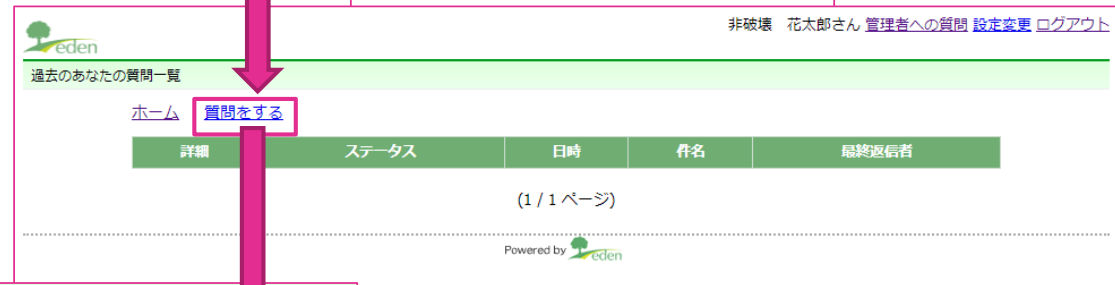 非破壊 花太郎さん 管理者への質問 設定変更 ログアウト
eden
過去のあなたの質問一覧
ホーム 質問をする
詳細 ステータス 日時 件名 最終返信者
(1 / 1 ページ)
Powered by eden